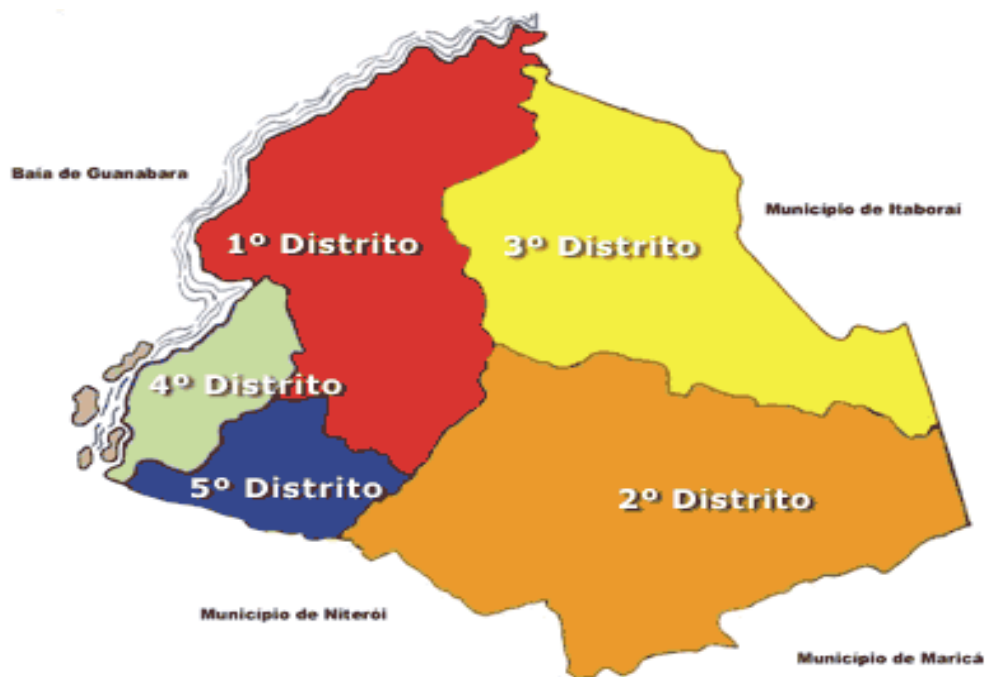 Baía de Guanabara
Município de Itaboraí
1º Distrito
3º Distrito
4º Distrito
5º Distrito
2º Distrito
Município de Niterói
Município de Maricá